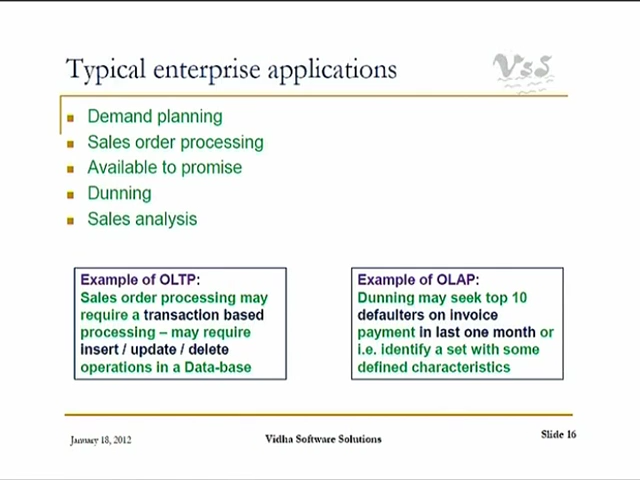 Typical enterprise applications
VsS
Demand planning
Sales order processing
Available to promise
Dunning
Sales analysis
Example of OLTP:
Sales order processing may
require a transaction based
processing – may require
insert / update / delete
operations in a Data-base
Example of OLAP:
Dunning may seek top 10
defaulters on invoice
payment in last one month or
i.e. identify a set with some
defined characteristics
January 18, 2012
Vidha Software Solutions
Slide 16